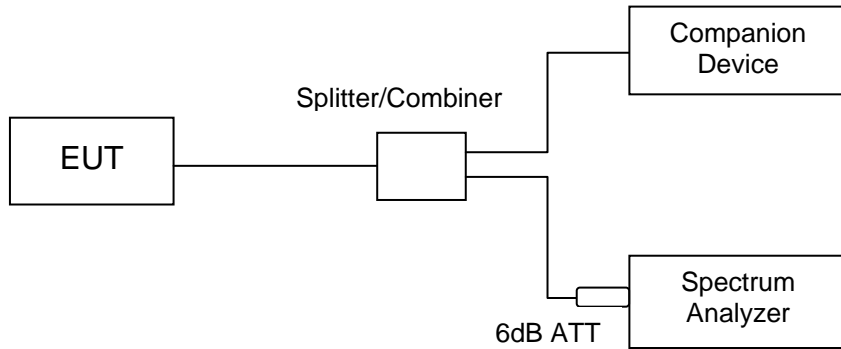 Companion
Device
Splitter/Combiner
EUT
Spectrum
Analyzer
6dB ATT